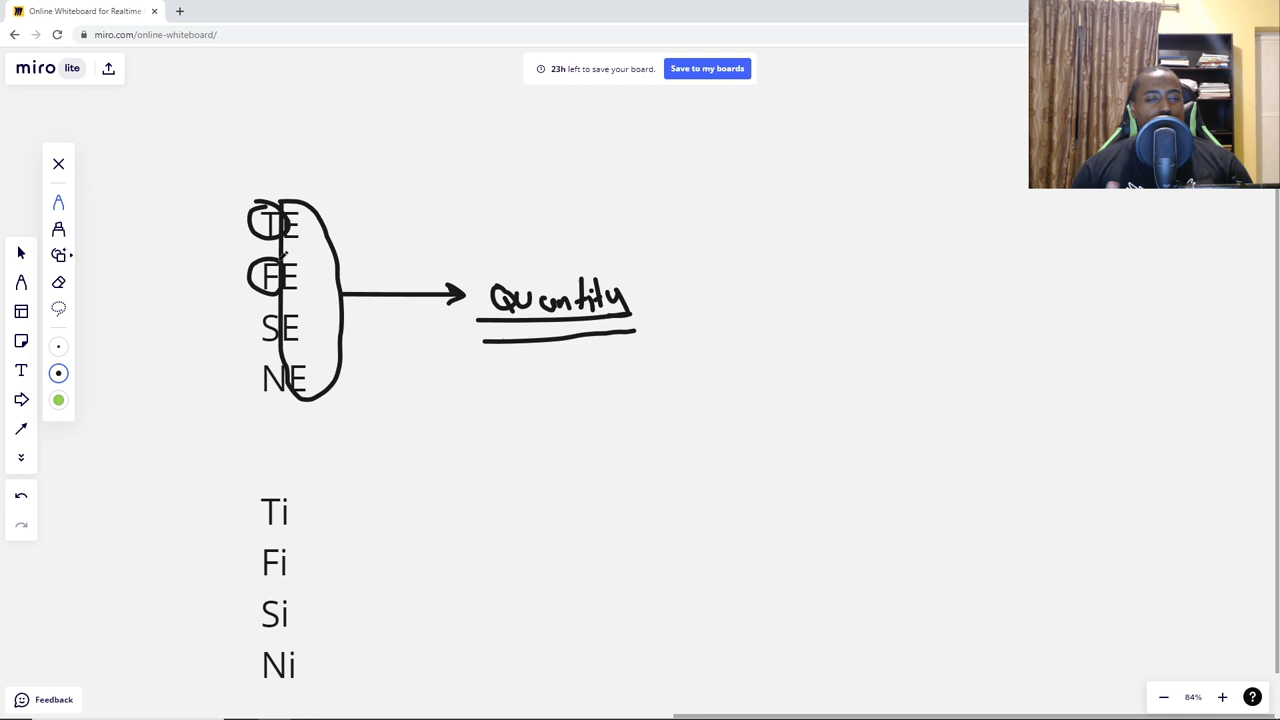 Online Whiteboard for Realtime
miro.com/online-whiteboard/
miro lite
23h left to save your board.
Save to my boards
TE
FE
SE
NE
Quantity
Ti
Fi
Si
Ni
Feedback
84%